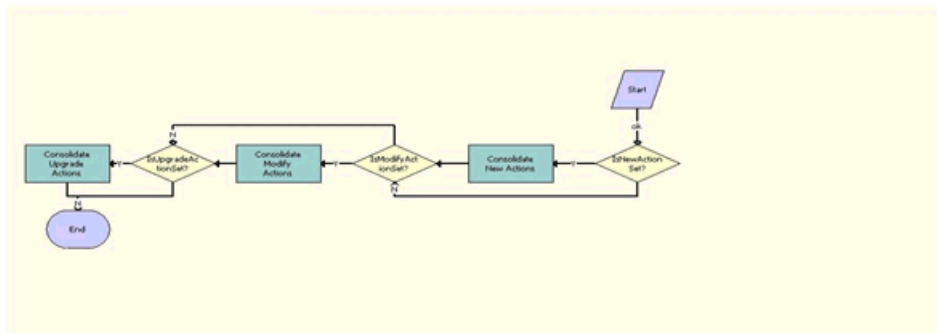 Start
ok
Consolidate
Upgrade
Actions
Y
IsUpgradeAc
tionSet?
N
Consolidate
Modify
Actions
Y
IsModifyAct
ionSet?
N
Consolidate
New Actions
Y
IsNewAction
Set?
N
End